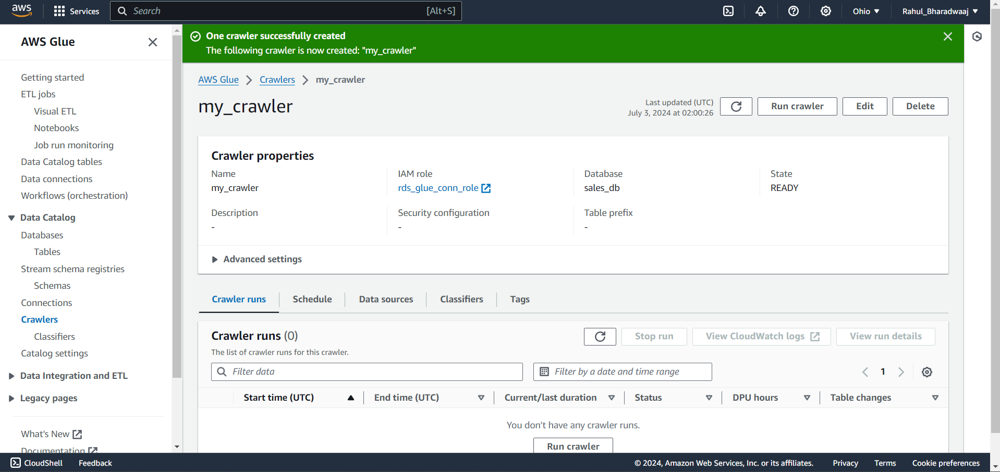 aws
Services
Search
[Alt+S]
Ohio
Rahul_Bharadwaaj
AWS Glue
Getting started
ETL jobs
Visual ETL
Notebooks
Job run monitoring
Data Catalog tables
Data connections
Workflows (orchestration)
Data Catalog
Databases
Tables
Stream schema registries
Schemas
Connections
Crawlers
Classifiers
Catalog settings
Data Integration and ETL
Legacy pages
What's New
Documentation
One crawler successfully created
The following crawler is now created: "my_crawler"
AWS Glue
Crawlers
my_crawler
my_crawler
Last updated (UTC)
July 3, 2024 at 02:00:26
Run crawler
Edit
Delete
Crawler properties
Name
my_crawler
IAM role
rds_glue_conn_role
Database
sales_db
State
READY
Description
-
Security configuration
-
Table prefix
-
Advanced settings
Crawler runs
Schedule
Data sources
Classifiers
Tags
Crawler runs (0)
The list of crawler runs for this crawler.
Stop run
View CloudWatch logs
View run details
Filter data
Filter by a date and time range
1
Start time (UTC)
End time (UTC)
Current/last duration
Status
DPU hours
Table changes
You don't have any crawler runs.
Run crawler
CloudShell
Feedback
© 2024, Amazon Web Services, Inc. or its affiliates.
Privacy
Terms
Cookie preferences